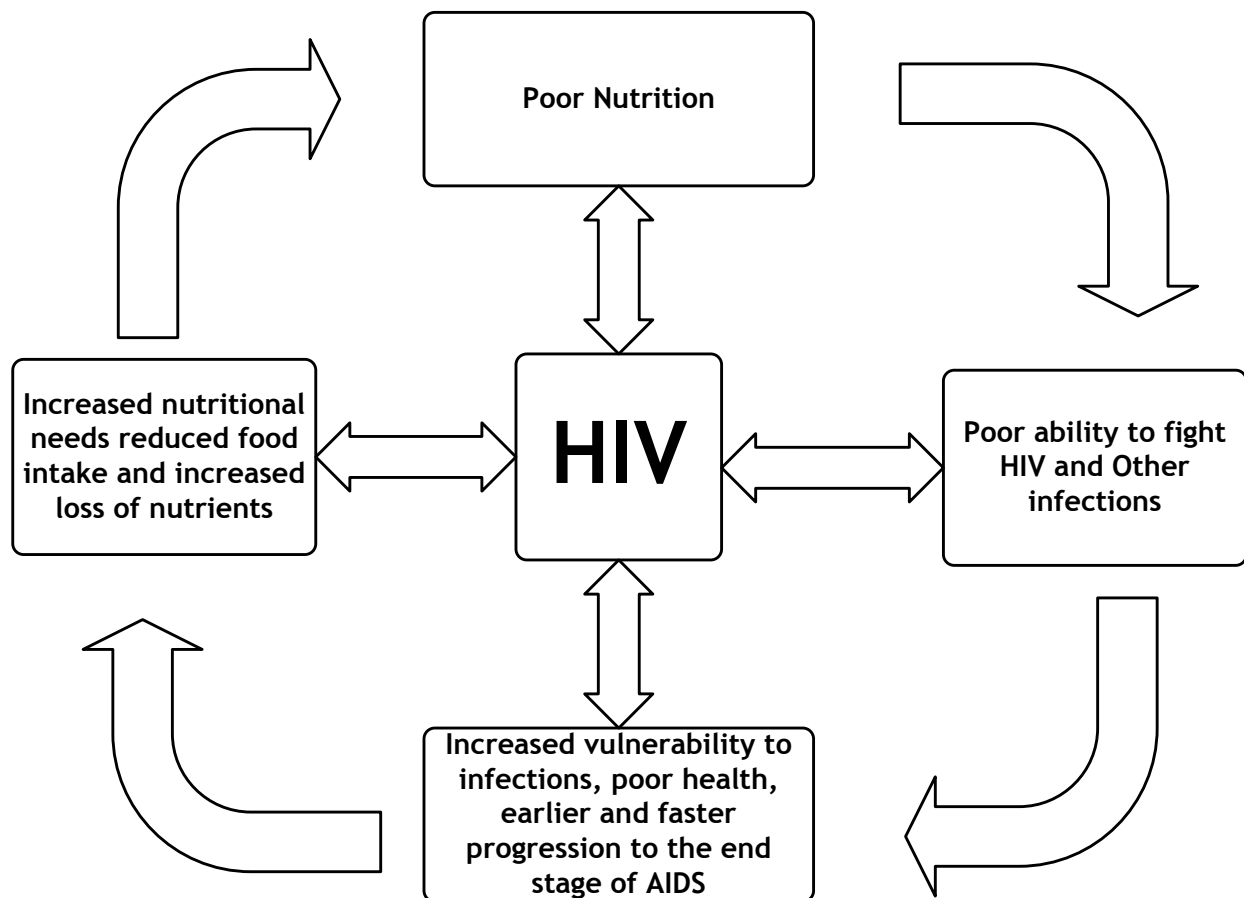 Poor Nutrition
Increased nutritional
needs reduced food
intake and increased
loss of nutrients
HIV
Poor ability to fight
HIV and Other
infections
Increased vulnerability to
infections, poor health,
earlier and faster
progression to the end
stage of AIDS